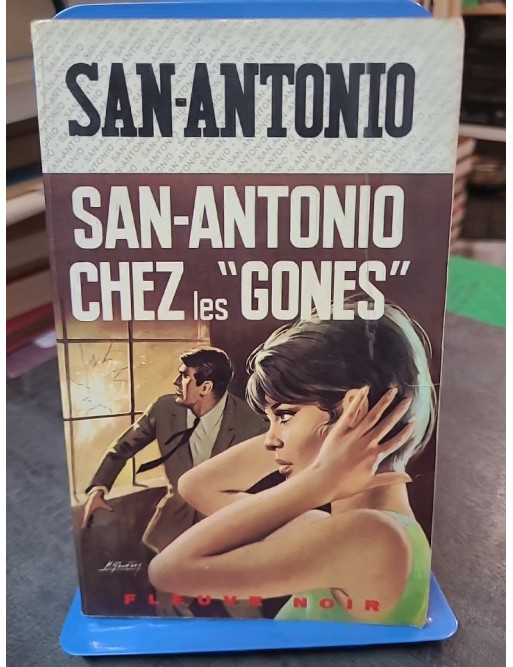 SAN-ANTONIO
SAN-ANTONIO
CHEZ les "GONES"
FLEUVE NOIR